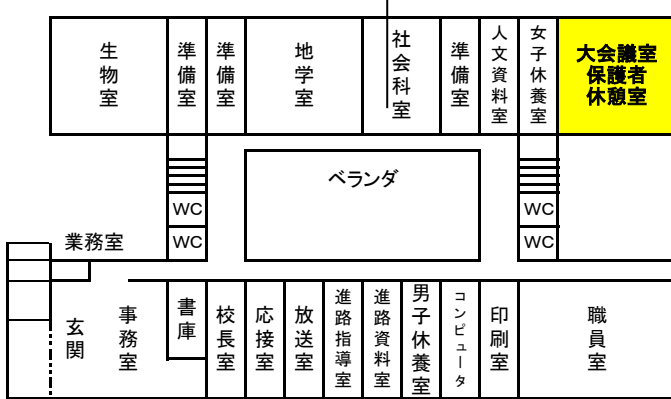 生物室
準備室
準備室
地学室
社会科室
準備室
人文資料室
女子休養室
大会議室
保護者
休憩室
ベランダ
WC
WC
WC
WC
業務室
玄関
事務室
書庫
校長室
応接室
放送室
進路指導室
進路資料室
男子休養室
コンピュータ
印刷室
職員室